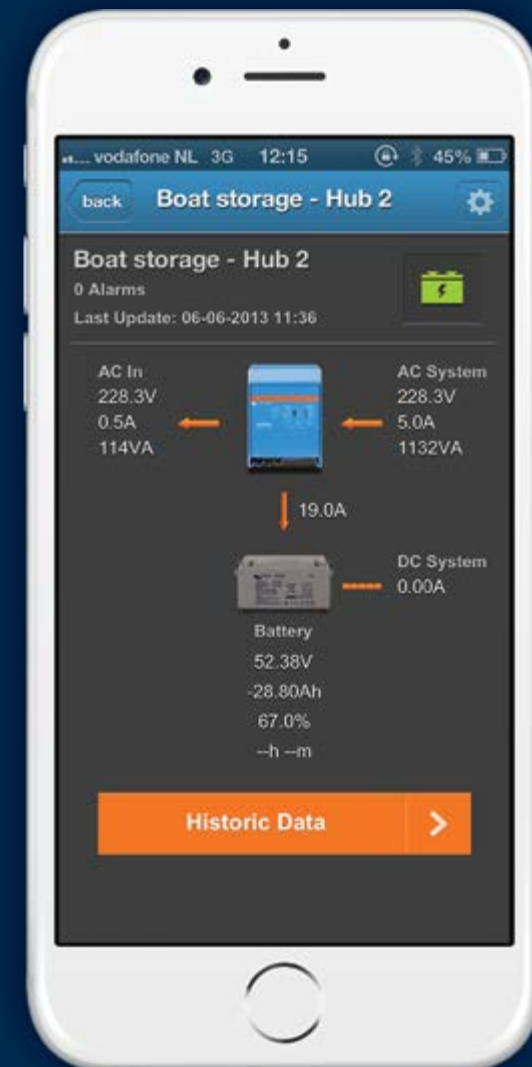 vodafone NL 3G 12:15 45%
back Boat storage - Hub 2
Boat storage - Hub 2
0 Alarms
Last Update: 06-06-2013 11:36
AC In
228.3V
0.5A
114VA
AC System
228.3V
5.0A
1132VA
19.0A
DC System
0.00A
Battery
52.38V
-28.80Ah
67.0%
--h --m
Historic Data